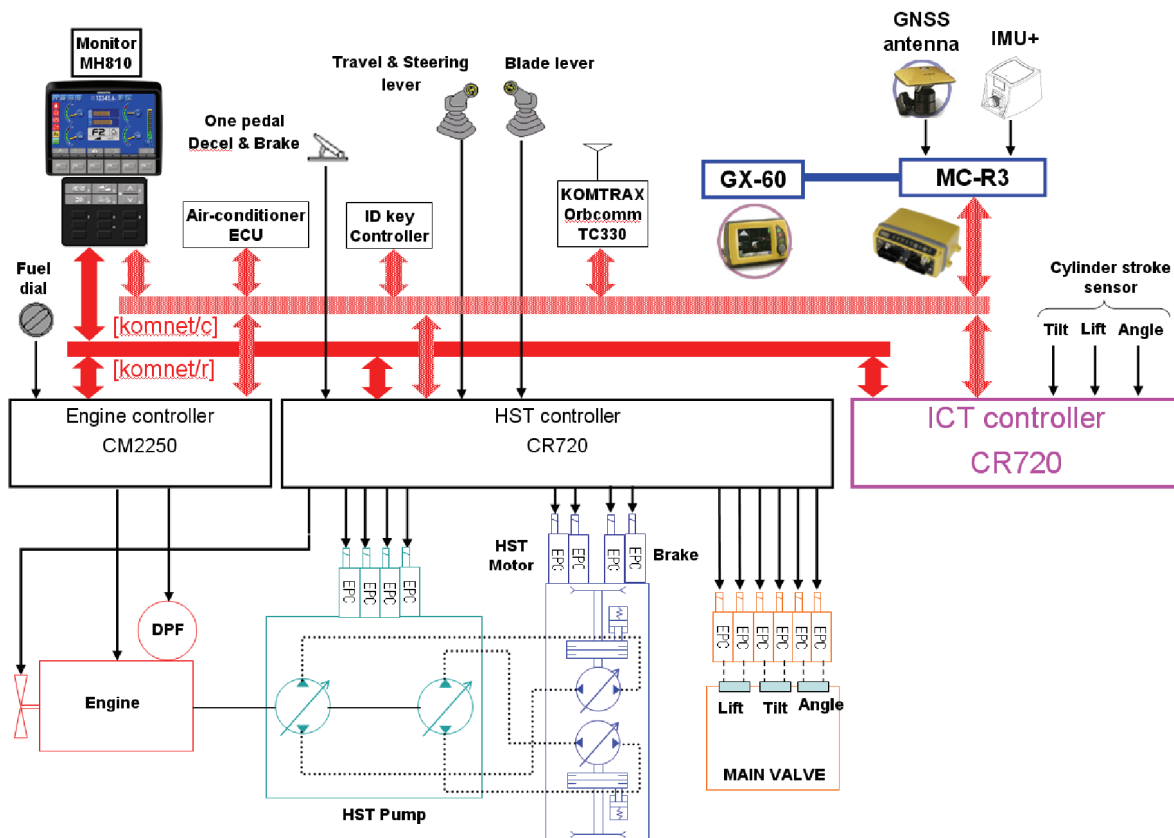 Monitor
MH810
12345.6
F2
Travel & Steering
lever
Blade lever
One pedal
Decel & Brake
GNSS
antenna
IMU+
GX-60
MC-R3
Air-conditioner
ECU
ID key
Controller
KOMTRAX
Orbcomm
TC330
Fuel
dial
Cylinder stroke
sensor
Tilt
Lift
Angle
[komnet/c]
[komnet/r]
Engine controller
CM2250
HST controller
CR720
ICT controller
CR720
HST
Motor
Brake
EPC
EPC
EPC
EPC
EPC
EPC
EPC
EPC
EPC
EPC
EPC
EPC
EPC
EPC
DPF
Engine
Lift
Tilt
Angle
MAIN VALVE
HST Pump